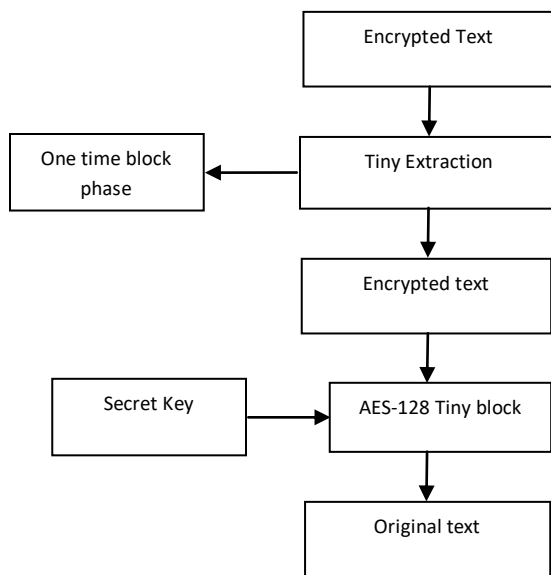 Encrypted Text
One time block
phase
Tiny Extraction
Encrypted text
Secret Key
AES-128 Tiny block
Original text